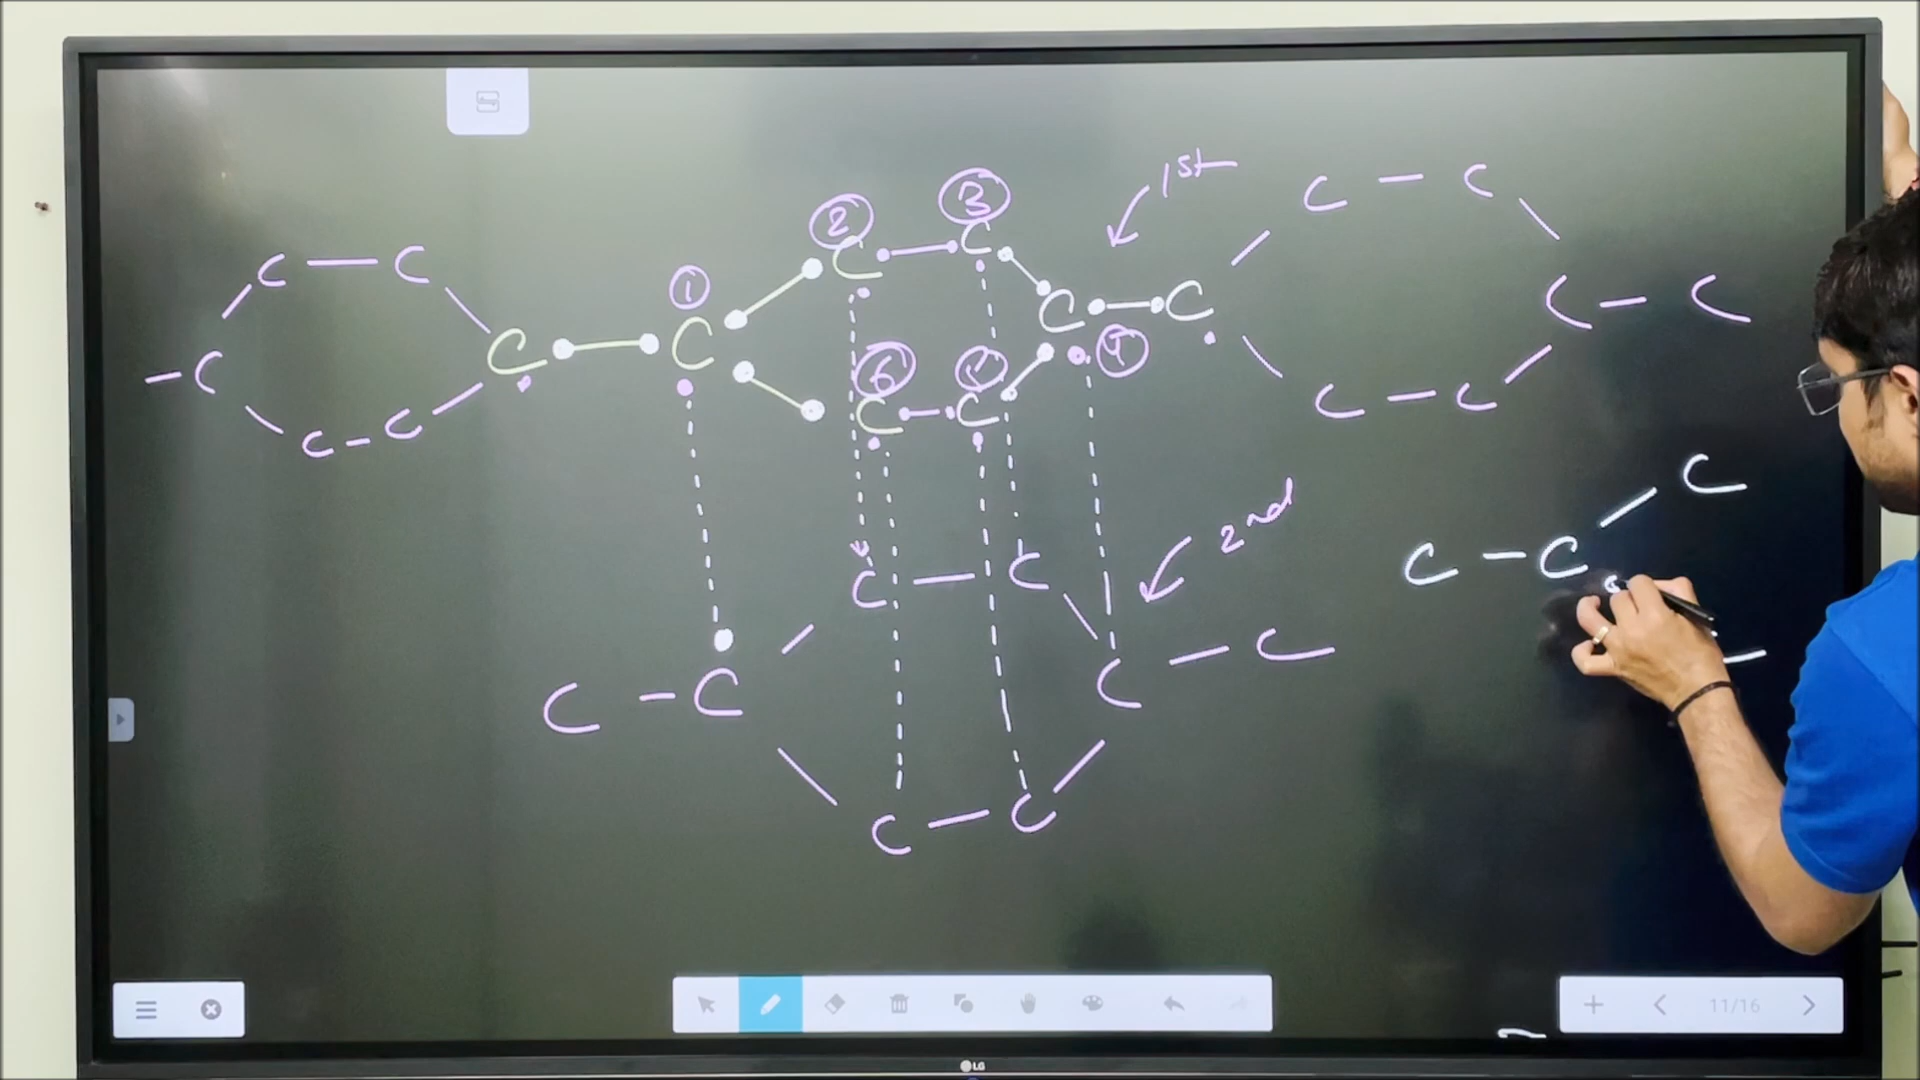 1st
② ③
C — C
C — C
①
C — C
C — C
C C — C
— C C — C
⑥ ⑤ ④
C — C
C — C
C — C
C
C — C
2nd
C — C
C — C
C — C
C — C
11/16
LG